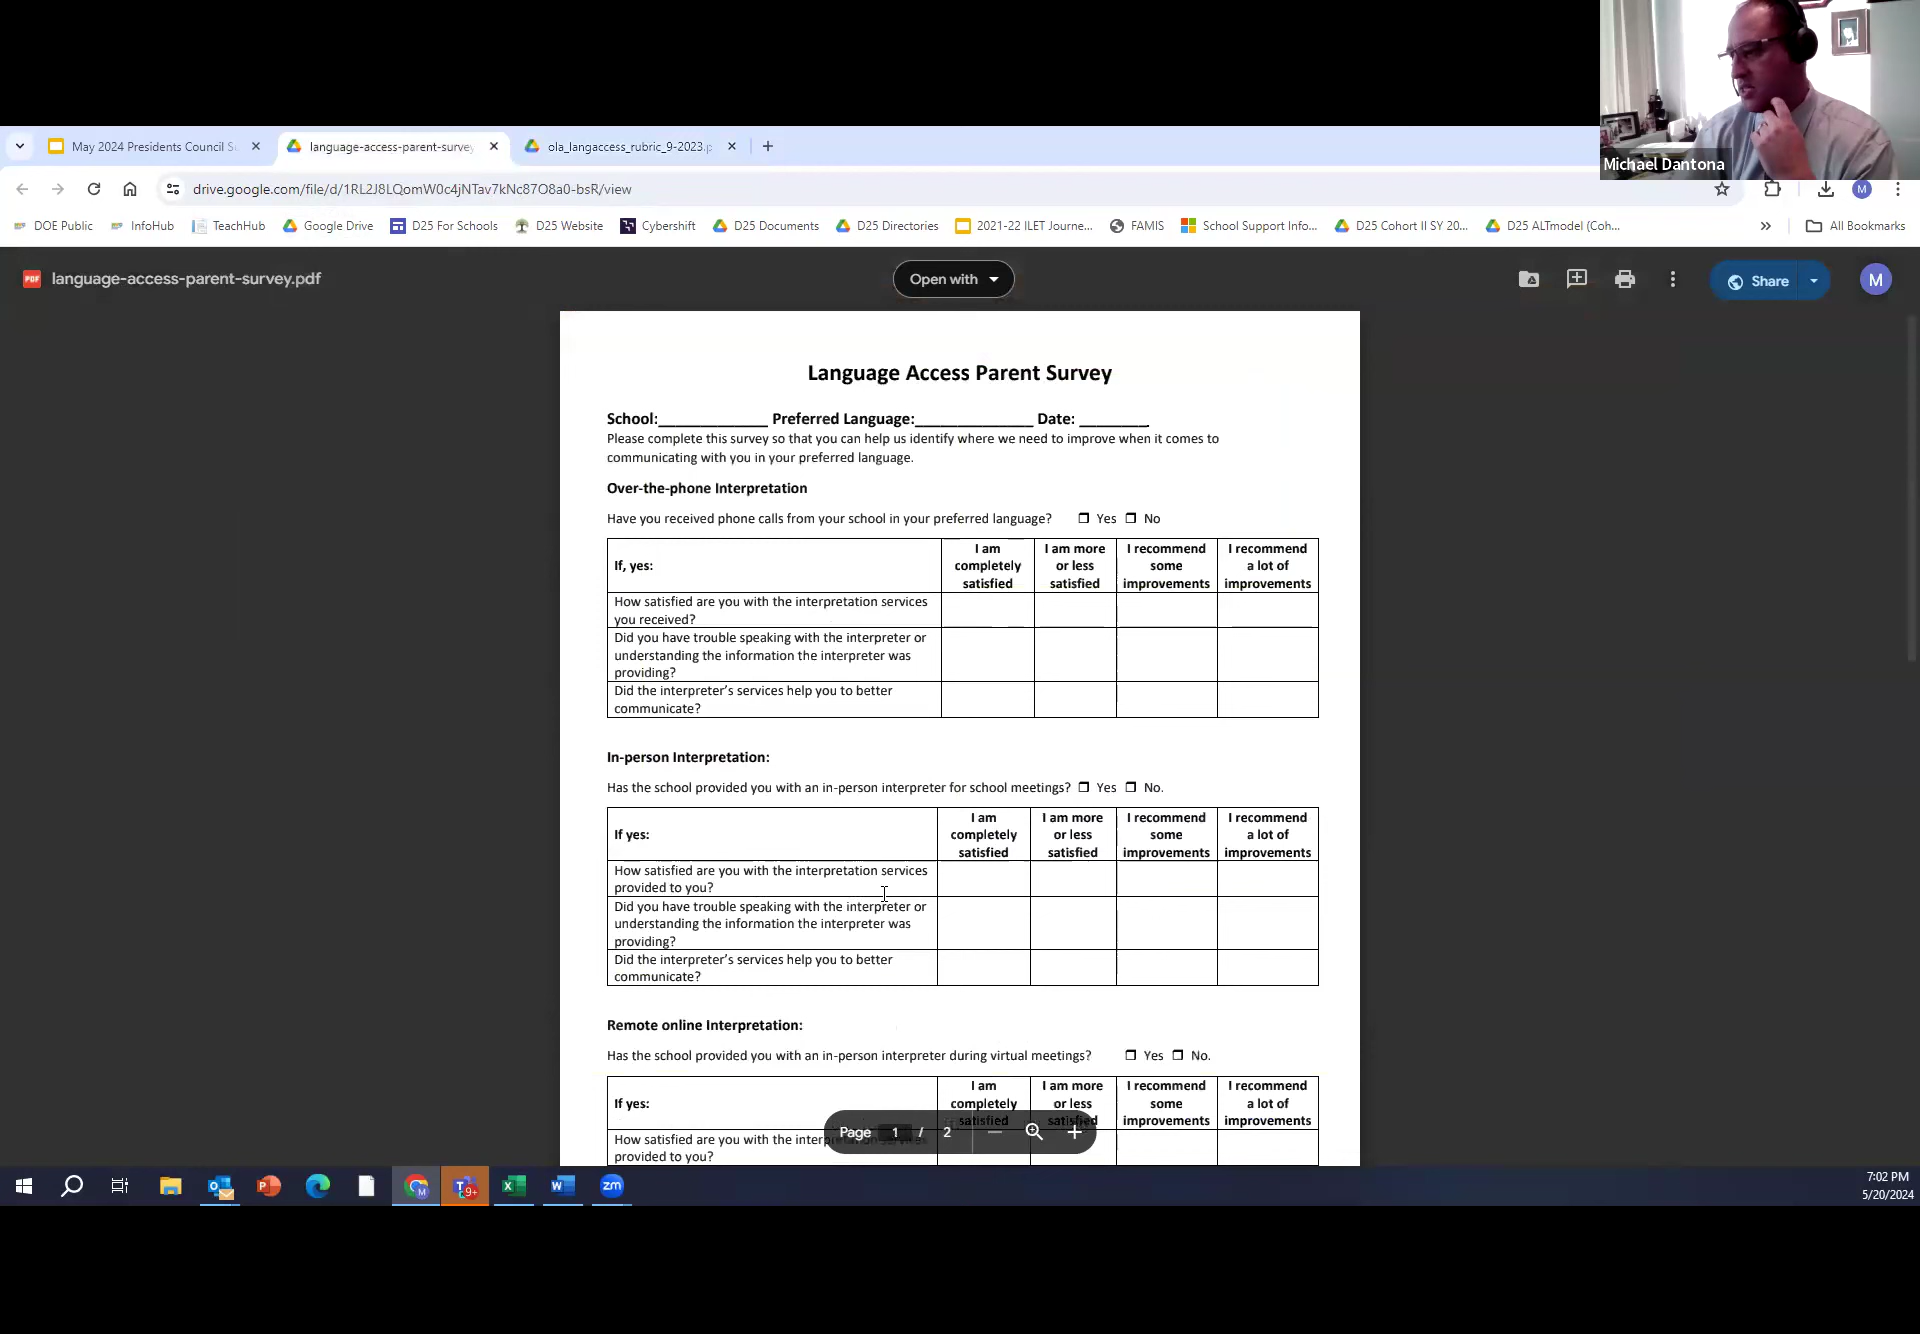 Michael Dantona
May 2024 Presidents Council S
language-access-parent-survey
ola_langaccess_rubric_9-2023.p
drive.google.com/file/d/1RL2J8LQomW0c4jNTav7kNc87O8a0-bsR/view
M
DOE Public
InfoHub
TeachHub
Google Drive
D25 For Schools
D25 Website
Cybershift
D25 Documents
D25 Directories
2021-22 ILET Journe...
FAMIS
School Support Info...
D25 Cohort II SY 20...
D25 ALTmodel (Coh...
»
All Bookmarks
PDF
language-access-parent-survey.pdf
Open with
Share
M
Language Access Parent Survey
School:_____________ Preferred Language:______________ Date: ________.
Please complete this survey so that you can help us identify where we need to improve when it comes to
communicating with you in your preferred language.
Over-the-phone Interpretation
Have you received phone calls from your school in your preferred language? ❐ Yes ❐ No
If, yes:
I am
completely
satisfied
I am more
or less
satisfied
I recommend
some
improvements
I recommend
a lot of
improvements
How satisfied are you with the interpretation services
you received?
Did you have trouble speaking with the interpreter or
understanding the information the interpreter was
providing?
Did the interpreter’s services help you to better
communicate?
In-person Interpretation:
Has the school provided you with an in-person interpreter for school meetings? ❐ Yes ❐ No.
If yes:
I am
completely
satisfied
I am more
or less
satisfied
I recommend
some
improvements
I recommend
a lot of
improvements
How satisfied are you with the interpretation services
provided to you?
Did you have trouble speaking with the interpreter or
understanding the information the interpreter was
providing?
Did the interpreter’s services help you to better
communicate?
Remote online Interpretation:
Has the school provided you with an in-person interpreter during virtual meetings? ❐ Yes ❐ No.
If yes:
I am
completely
satisfied
I am more
or less
satisfied
I recommend
some
improvements
I recommend
a lot of
improvements
How satisfied are you with the interpretation services
provided to you?
Page 1 / 2
9+
zm
7:02 PM
5/20/2024